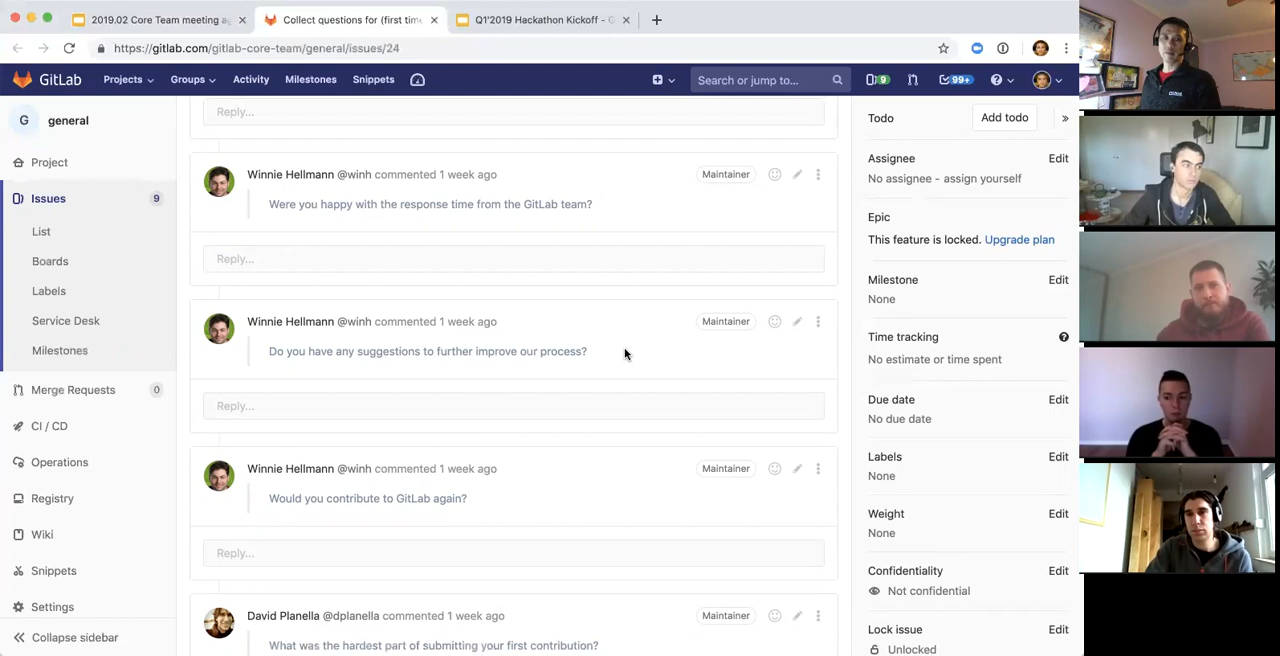 2019.02 Core Team meeting a
Collect questions for (first tim
Q1'2019 Hackathon Kickoff - G
https://gitlab.com/gitlab-core-team/general/issues/24
GitLab
Projects
Groups
Activity
Milestones
Snippets
Search or jump to...
9
99+
G
general
Project
Issues
9
List
Boards
Labels
Service Desk
Milestones
Merge Requests
0
CI / CD
Operations
Registry
Wiki
Snippets
Settings
Collapse sidebar
Reply...
Winnie Hellmann @winh commented 1 week ago
Maintainer
Were you happy with the response time from the GitLab team?
Reply...
Winnie Hellmann @winh commented 1 week ago
Maintainer
Do you have any suggestions to further improve our process?
Reply...
Winnie Hellmann @winh commented 1 week ago
Maintainer
Would you contribute to GitLab again?
Reply...
David Planella @dplanella commented 1 week ago
Maintainer
What was the hardest part of submitting your first contribution?
Todo
Add todo
Assignee
Edit
No assignee - assign yourself
Epic
This feature is locked. Upgrade plan
Milestone
Edit
None
Time tracking
No estimate or time spent
Due date
Edit
No due date
Labels
Edit
None
Weight
Edit
None
Confidentiality
Edit
Not confidential
Lock issue
Edit
Unlocked